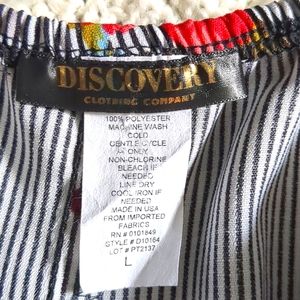 DISCOVERY
CLOTHING COMPANY
100% POLYESTER
MACHINE WASH
COLD
GENTLE CYCLE
ONLY
NON-CHLORINE
BLEACH IF
NEEDED
LINE DRY
COOL IRON IF
NEEDED
MADE IN USA
FROM IMPORTED
FABRICS
RN # 0101849
STYLE # D10164
LOT # PT2137
L